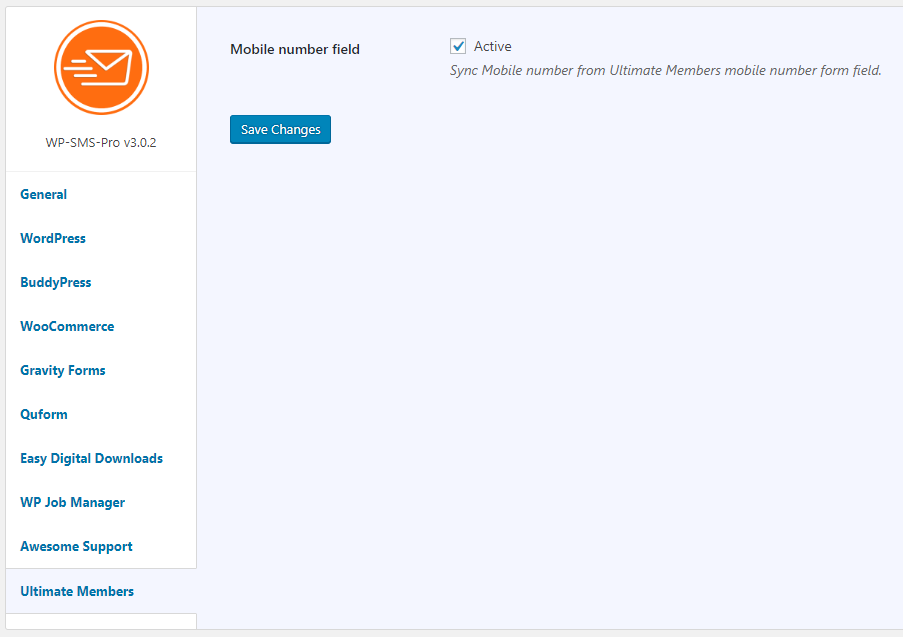 WP-SMS-Pro v3.0.2
General
WordPress
BuddyPress
WooCommerce
Gravity Forms
Quform
Easy Digital Downloads
WP Job Manager
Awesome Support
Ultimate Members
Mobile number field
Active
Sync Mobile number from Ultimate Members mobile number form field.
Save Changes